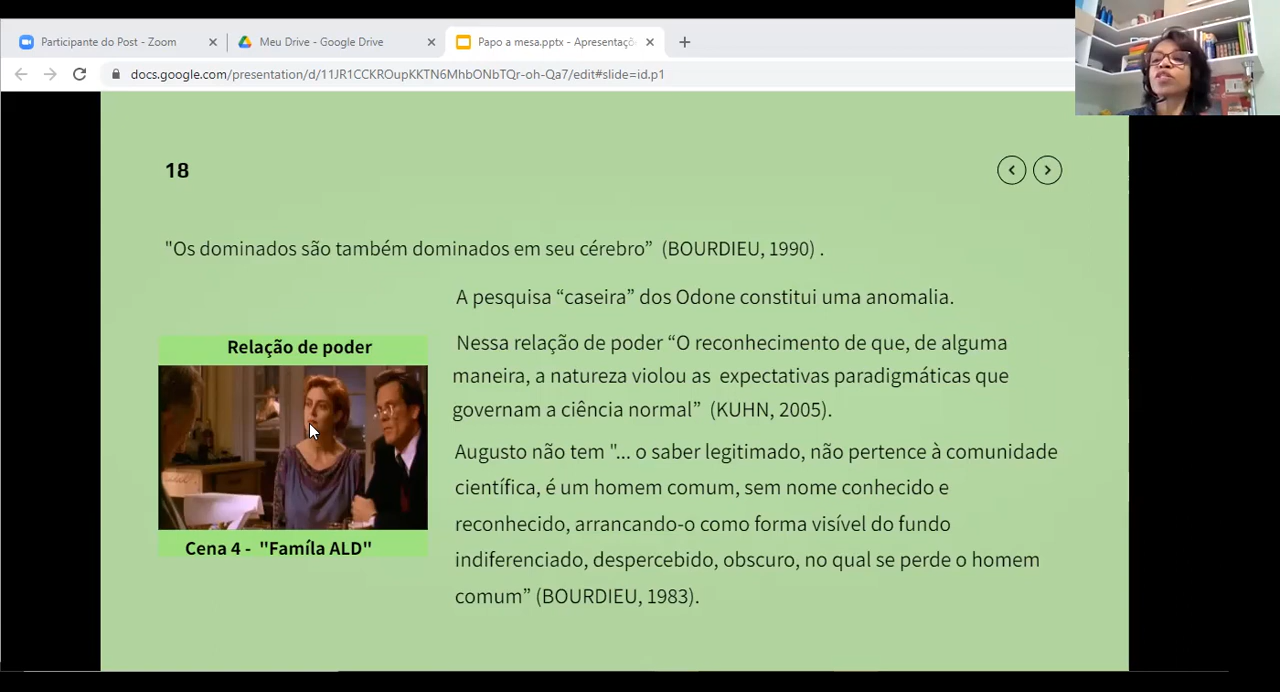 Participante do Post - Zoom
Meu Drive - Google Drive
Papo a mesa.pptx - Apresentaçõ
docs.google.com/presentation/d/11JR1CCKROupKKTN6MhbONbTQr-oh-Qa7/edit#slide=id.p1
18
"Os dominados são também dominados em seu cérebro” (BOURDIEU, 1990) .
A pesquisa “caseira” dos Odone constitui uma anomalia.
Relação de poder
Cena 4 - "Famíla ALD"
Nessa relação de poder “O reconhecimento de que, de alguma
maneira, a natureza violou as expectativas paradigmáticas que
governam a ciência normal” (KUHN, 2005).
Augusto não tem "... o saber legitimado, não pertence à comunidade
científica, é um homem comum, sem nome conhecido e
reconhecido, arrancando-o como forma visível do fundo
indiferenciado, despercebido, obscuro, no qual se perde o homem
comum” (BOURDIEU, 1983).